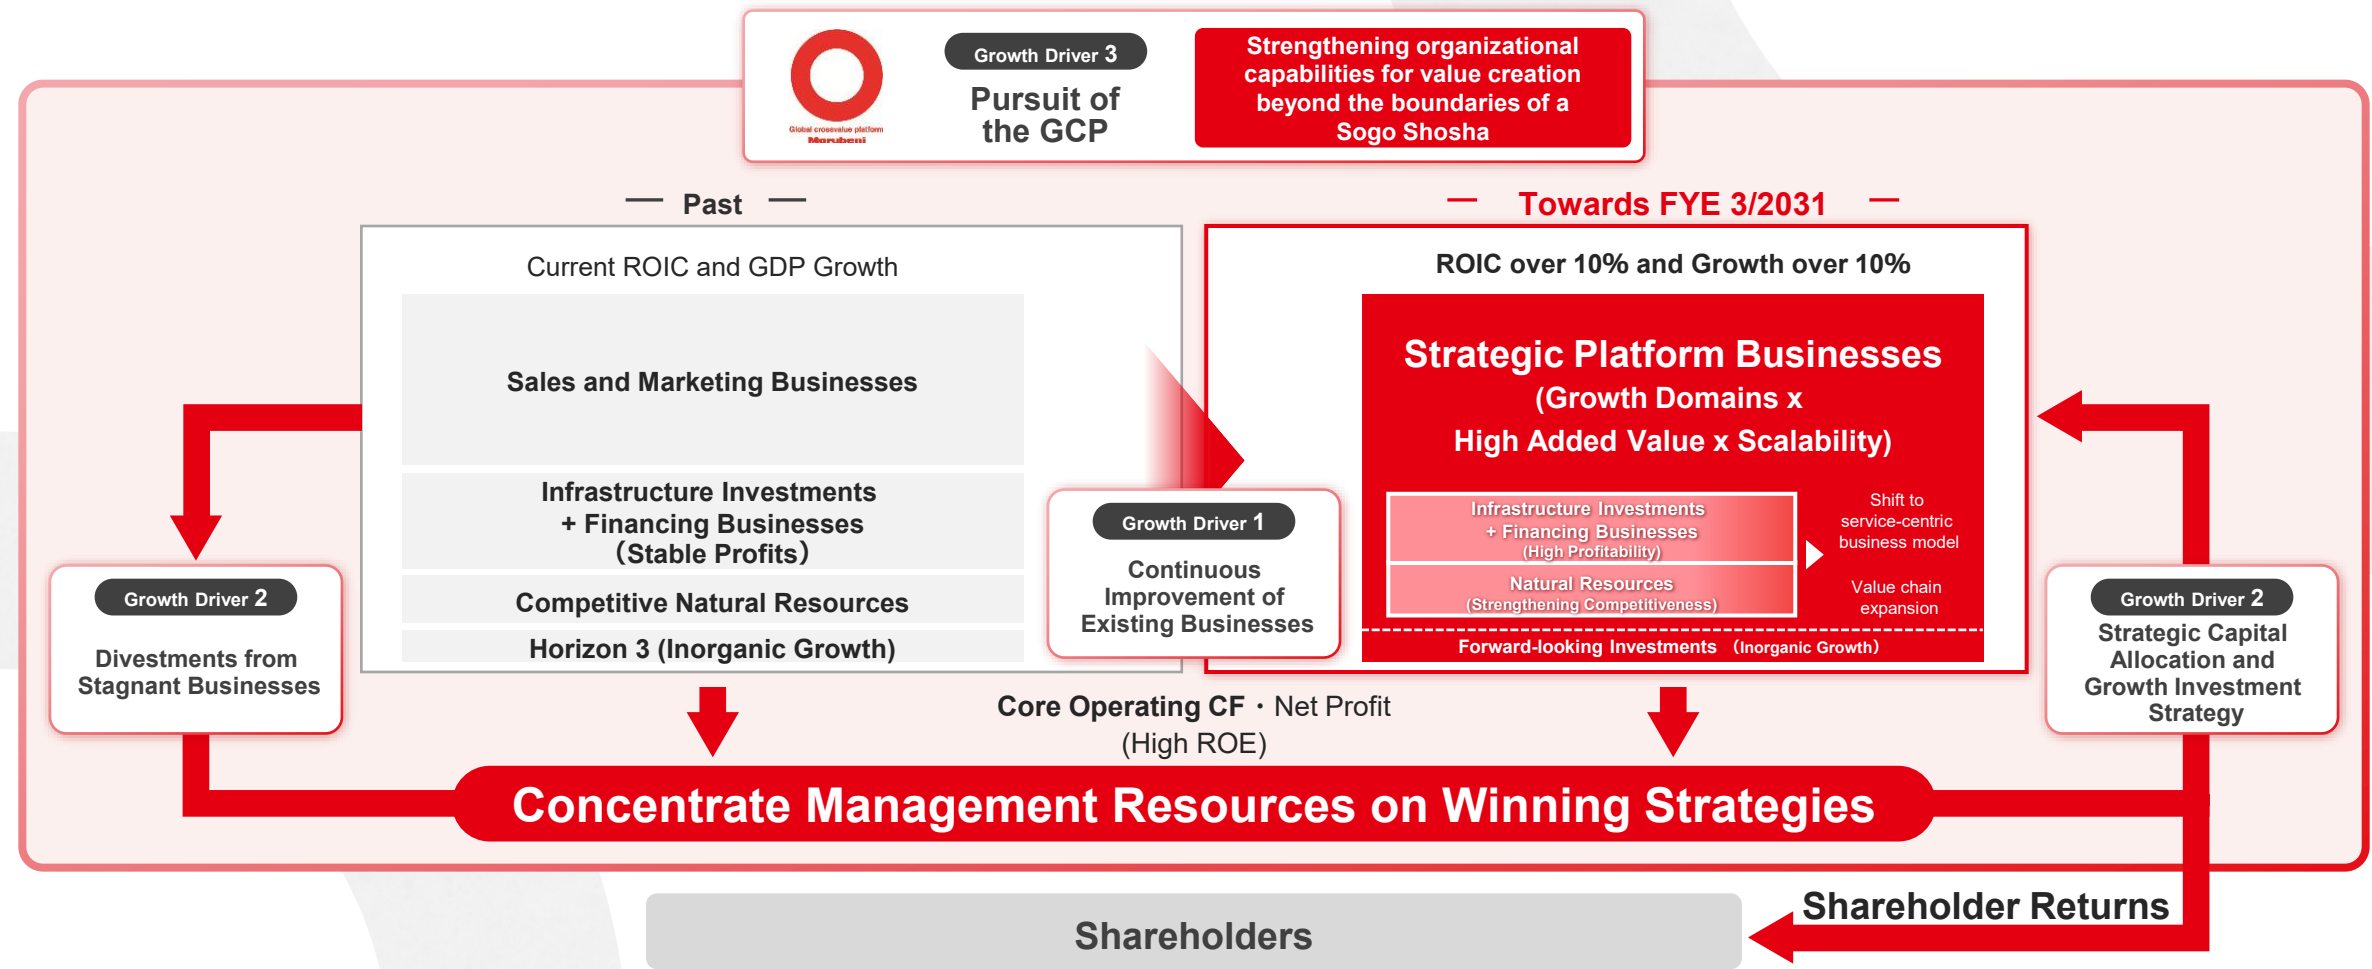 Global crossvalue platform
Marubeni
Growth Driver 3
Pursuit of
the GCP
Strengthening organizational
capabilities for value creation
beyond the boundaries of a
Sogo Shosha
Past
Current ROIC and GDP Growth
Sales and Marketing Businesses
Infrastructure Investments
+ Financing Businesses
（Stable Profits）
Competitive Natural Resources
Horizon 3 (Inorganic Growth)
Towards FYE 3/2031
ROIC over 10% and Growth over 10%
Strategic Platform Businesses
(Growth Domains x
High Added Value x Scalability)
Infrastructure Investments
+ Financing Businesses
(High Profitability)
Natural Resources
(Strengthening Competitiveness)
Shift to
service-centric
business model
Value chain
expansion
Forward-looking Investments （Inorganic Growth）
Growth Driver 1
Continuous
Improvement of
Existing Businesses
Growth Driver 2
Divestments from
Stagnant Businesses
Growth Driver 2
Strategic Capital
Allocation and
Growth Investment
Strategy
Core Operating CF・Net Profit
(High ROE)
Concentrate Management Resources on Winning Strategies
Shareholder Returns
Shareholders